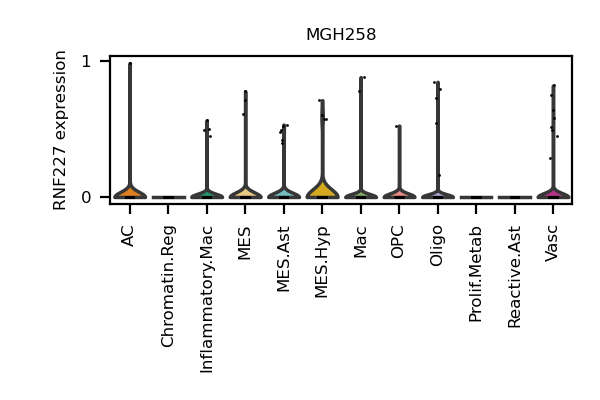 MGH258
RNF227 expression
1
0
AC
Chromatin.Reg
Inflammatory.Mac
MES
MES.Ast
MES.Hyp
Mac
OPC
Oligo
Prolif.Metab
Reactive.Ast
Vasc